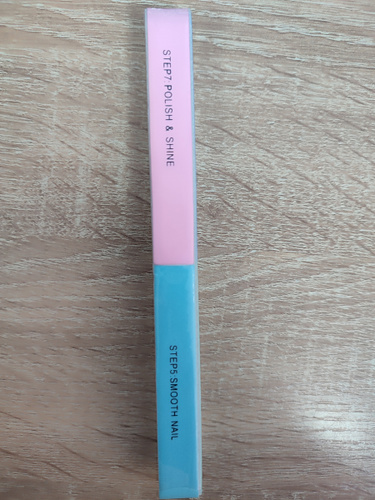 STEP7: POLISH & SHINE
STEP5 SMOOTH NAIL